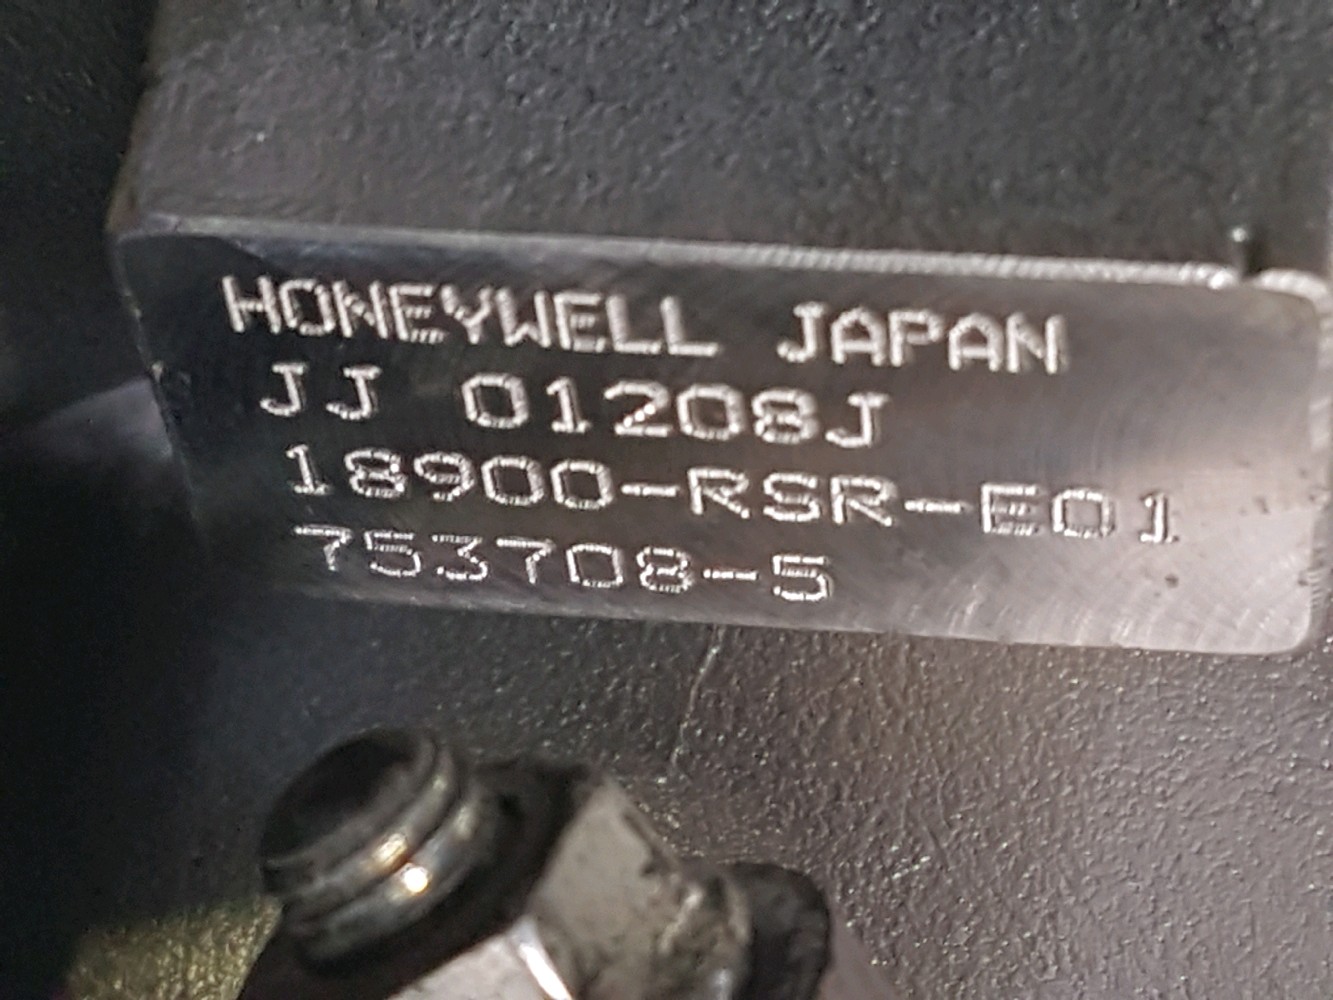 HONEYWELL JAPAN
JJ 01208J
18900-RSR-E01
753708-5